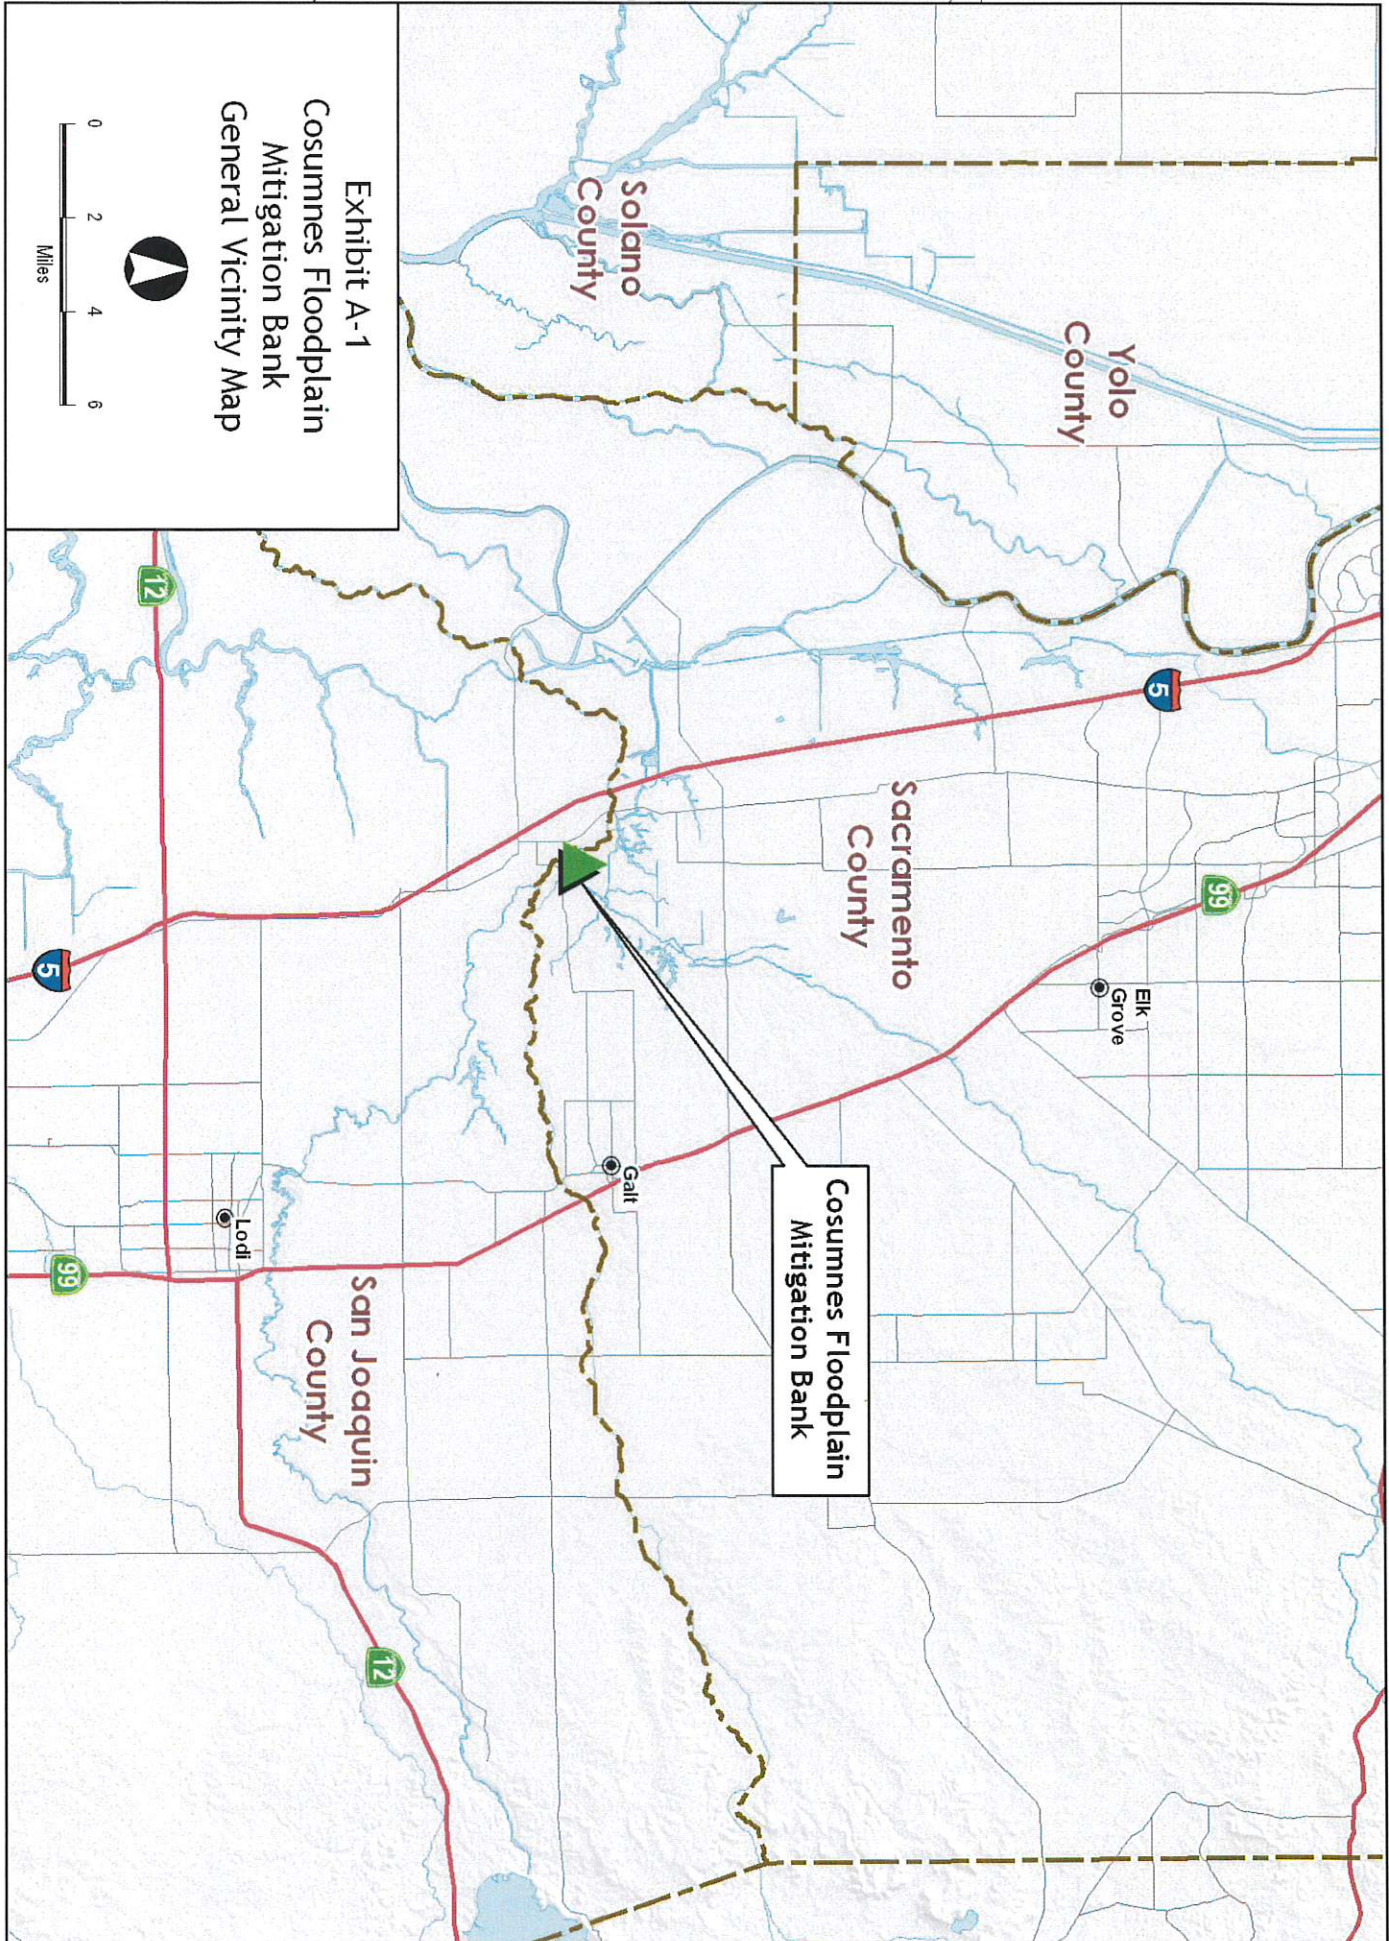 Exhibit A-1
Cosumnes Floodplain
Mitigation Bank
General Vicinity Map
0 2 4 6
Miles
Yolo
County
Solano
County
Sacramento
County
San Joaquin
County
Elk
Grove
Galt
Lodi
Cosumnes Floodplain
Mitigation Bank
5
99
12
5
99
12